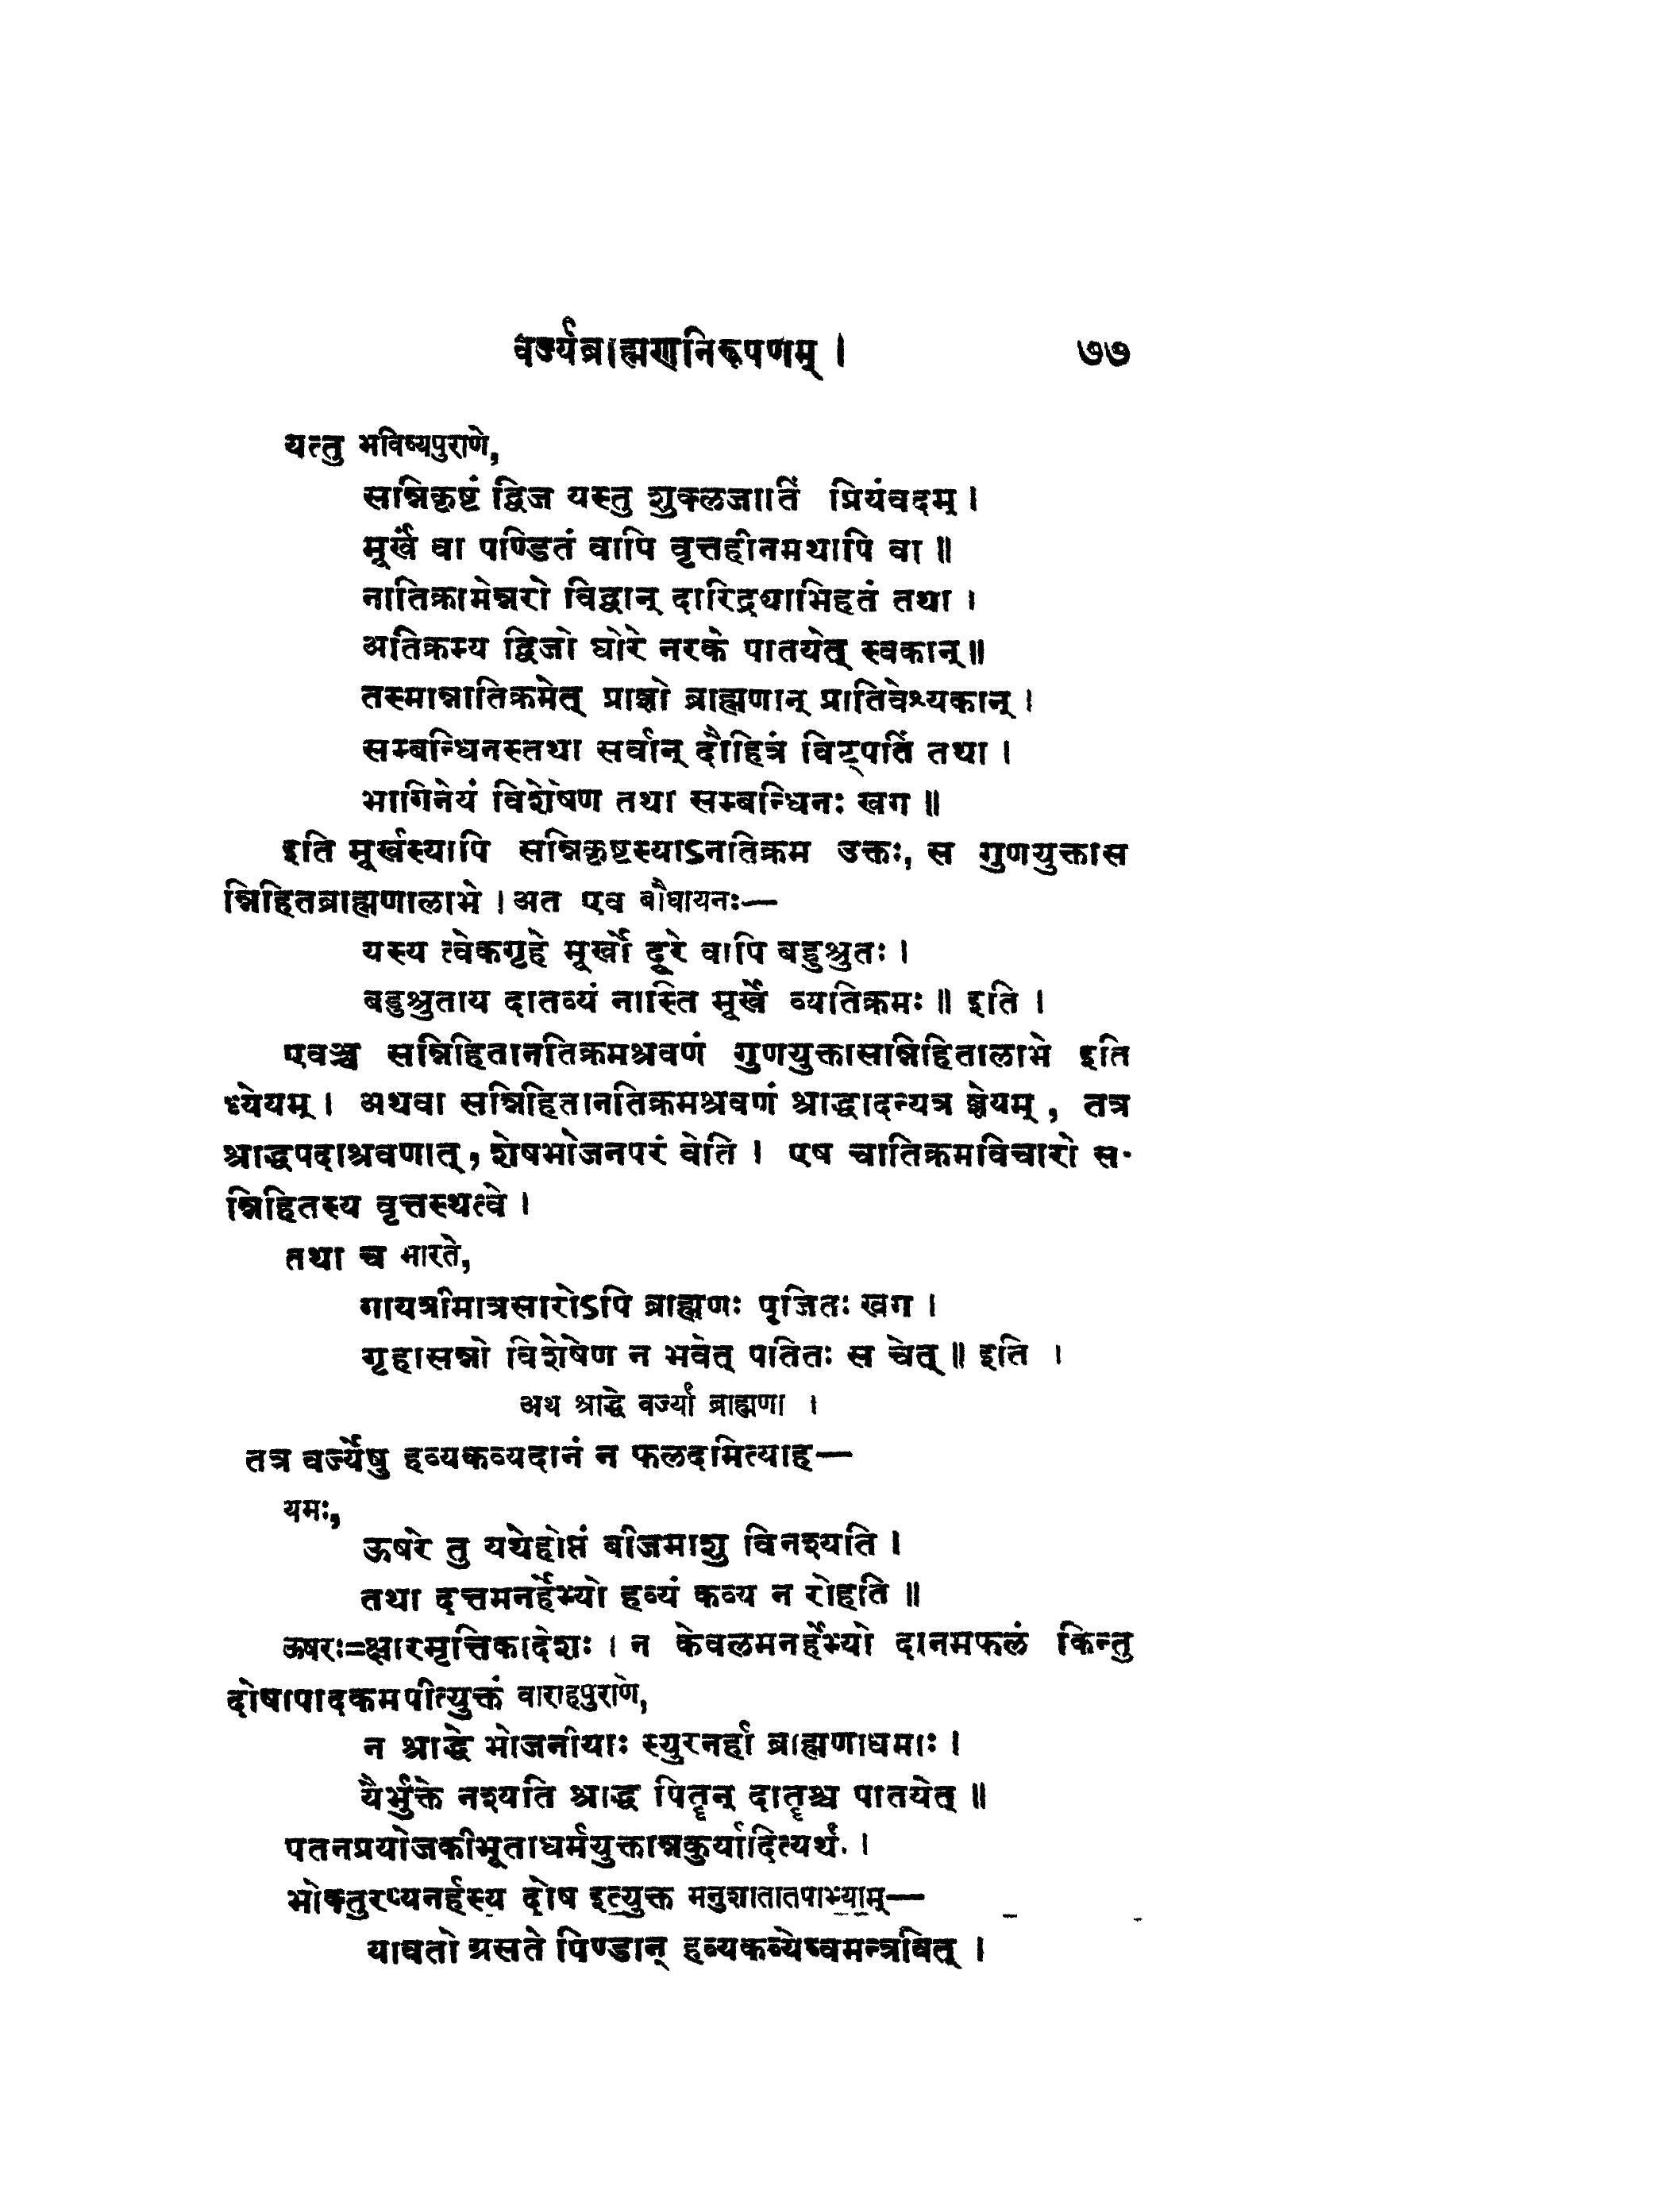 वर्ज्यब्राह्मणनिरूपणम् । ७७
यत्तु भविष्यपुराणे,
सन्निकृष्टं द्विज यस्तु शुक्लजातिं प्रियंवदम् ।
मूर्खं वा पण्डितं वापि वृत्तहीनमथापि वा ॥
नातिक्रामेन्नरो विद्वान् दारिद्र्याभिहतं तथा ।
अतिक्रम्य द्विजो घोरे नरके पातयेत् स्वकान् ॥
तस्मान्नातिक्रमेत् प्राज्ञो ब्राह्मणान् प्रातिवेश्यकान् ।
सम्बन्धिनस्तथा सर्वान् दौहित्रं विट्पतिं तथा ।
भागिनेयं विशेषेण तथा सम्बन्धिनः खग ॥
इति मूर्खस्यापि सन्निकृष्टस्याऽनतिक्रम उक्तः, स गुणयुक्तास
न्निहितब्राह्मणालाभे । अत एव बौधायनः—
यस्य त्वेकगृहे मूर्खो दूरे वापि बहुश्रुतः ।
बहुश्रुताय दातव्यं नास्ति मूर्खे व्यतिक्रमः ॥ इति ।
एवञ्च सन्निहितानतिक्रमश्रवणं गुणयुक्तासन्निहितालाभे इति
ध्येयम् । अथवा सन्निहितानतिक्रमश्रवणं श्राद्धादन्यत्र ज्ञेयम् , तत्र
श्राद्धपदाश्रवणात् , शेषभोजनपरं वेति । एष चातिक्रमविचारो स-
न्निहितस्य वृत्तस्थत्वे ।
तथा च भारते,
गायत्रीमात्रसारोऽपि ब्राह्मणः पूजितः खग ।
गृहासन्नो विशेषेण न भवेत् पतितः स चेत् ॥ इति ।
अथ श्राद्धे वर्ज्या ब्राह्मणा ।
तत्र वर्ज्येषु हव्यकव्यदानं न फलदमित्याह—
यमः,
ऊषरे तु यथेहोप्तं बीजमाशु विनश्यति ।
तथा दत्तमनर्हेभ्यो हव्यं कव्य न रोहति ॥
ऊषरः=क्षारमृत्तिकादेशः । न केवलमनर्हेभ्यो दानमफलं किन्तु
दोषापादकमपीत्युक्तं वाराहपुराणे,
न श्राद्धे भोजनीयाः स्युरनर्हा ब्राह्मणाधमाः ।
यैर्भुक्ते नश्यति श्राद्ध पितॄन् दातॄश्च पातयेत् ॥
पतनप्रयोजकीभूताधर्मयुक्तान्नकुर्यादित्यर्थः ।
भोक्तुरप्यनर्हस्य दोष इत्युक्त मनुशातातपाभ्याम्—
यावतो ग्रसते पिण्डान् हव्यकव्येष्वमन्त्रवित् ।